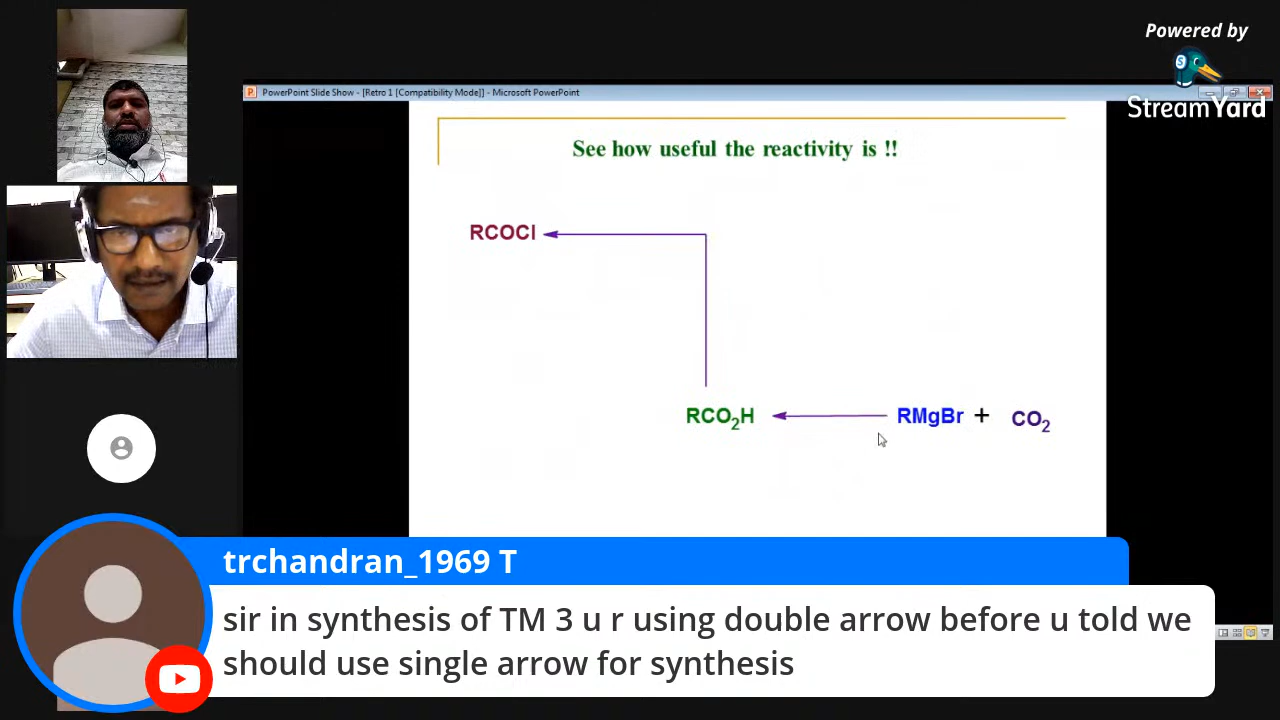 Powered by
StreamYard
PowerPoint Slide Show - [Retro 1 [Compatibility Mode]] - Microsoft PowerPoint
See how useful the reactivity is !!
RCOCl
RCO2H
RMgBr + CO2
trchandran_1969 T
sir in synthesis of TM 3 u r using double arrow before u told we
should use single arrow for synthesis